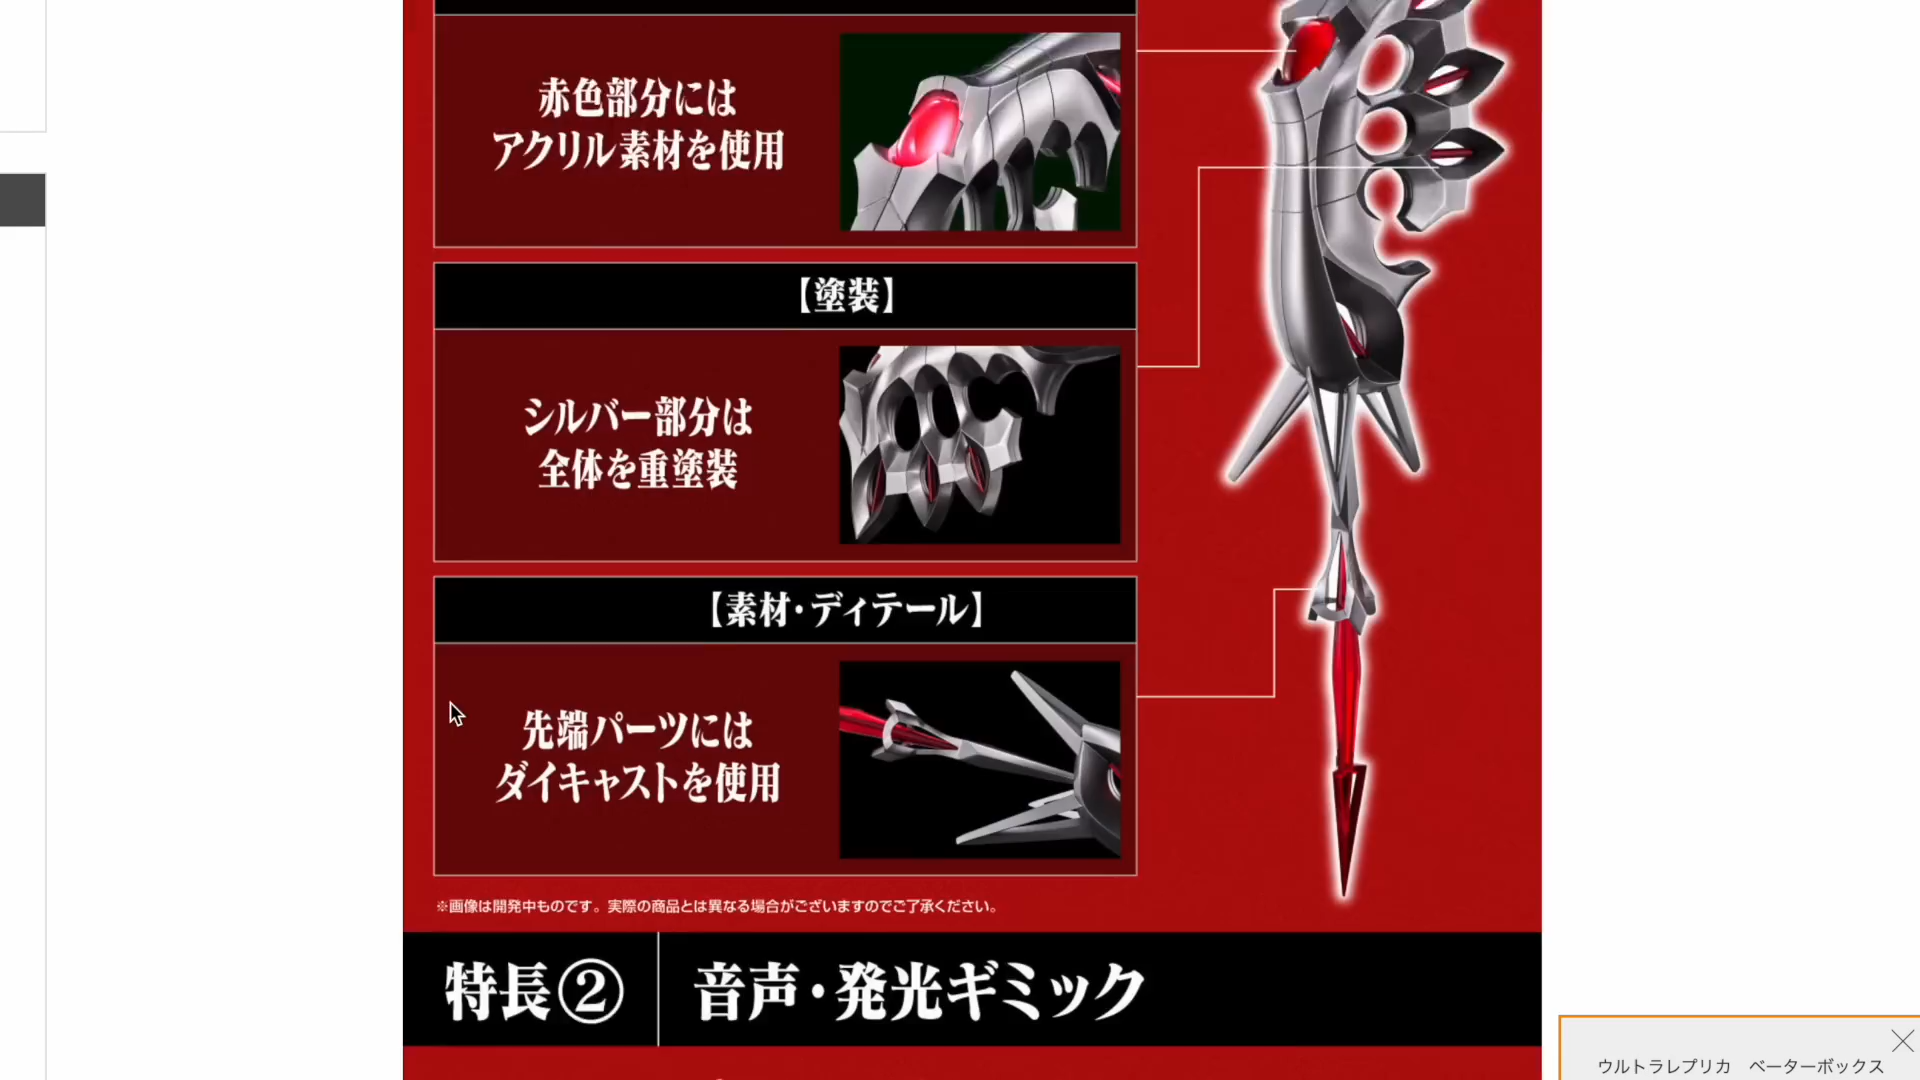 赤色部分には
アクリル素材を使用
【塗装】
シルバー部分は
全体を重塗装
【素材・ディテール】
先端パーツには
ダイキャストを使用
※画像は開発中ものです。実際の商品とは異なる場合がございますのでご了承ください。
特長② 音声・発光ギミック
ウルトラレプリカ　ベーターボックス